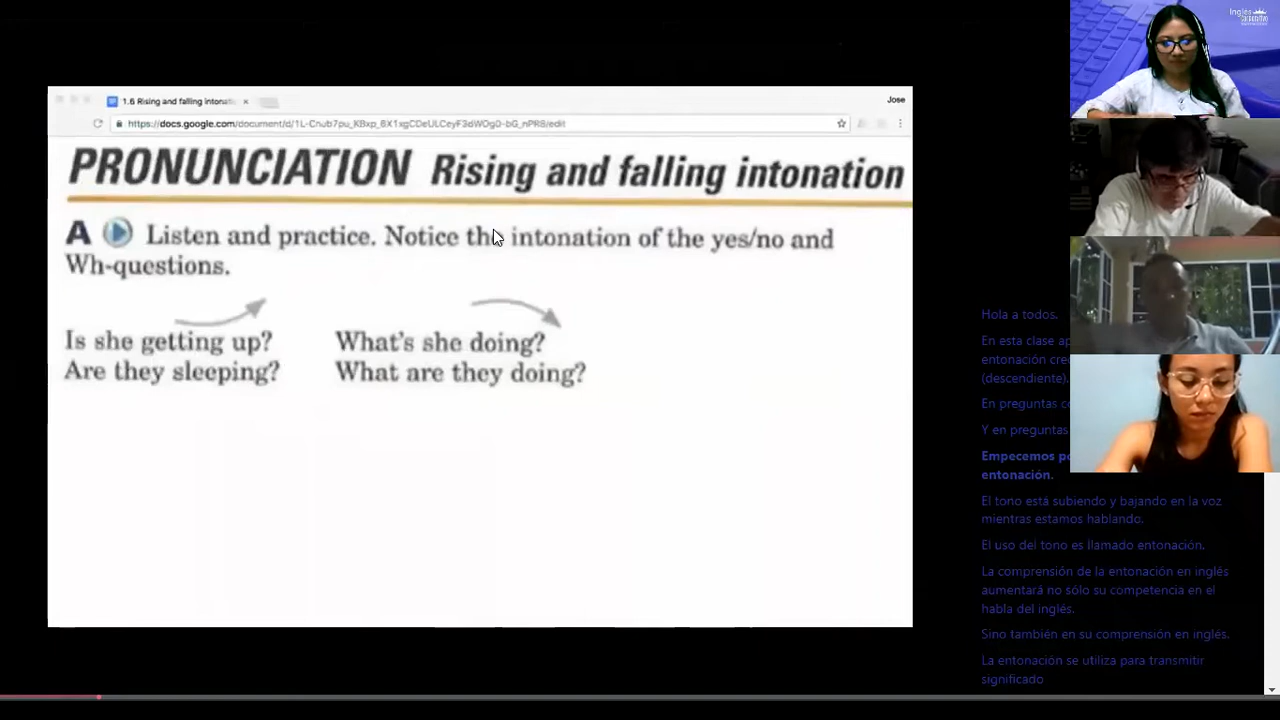 Inglés
1.6 Rising and falling intonat
Jose
https://docs.google.com/document/d/1L-Cnub7pu_KBxp_6X1xgCDeULCeyF3dWDgD-bG_nPR8/edit
PRONUNCIATION Rising and falling intonation
A Listen and practice. Notice the intonation of the yes/no and
Wh-questions.
Is she getting up? What's she doing?
Are they sleeping? What are they doing?
Hola a todos.
En esta clase
entonación
(descendiente).
En preguntas
Y en preguntas
Empecemos
entonación.
El tono está subiendo y bajando en la voz
mientras estamos hablando.
El uso del tono es llamado entonación.
La comprensión de la entonación en inglés
aumentará no sólo su competencia en el
habla del inglés.
Sino también en su comprensión en inglés.
La entonación se utiliza para transmitir
significado